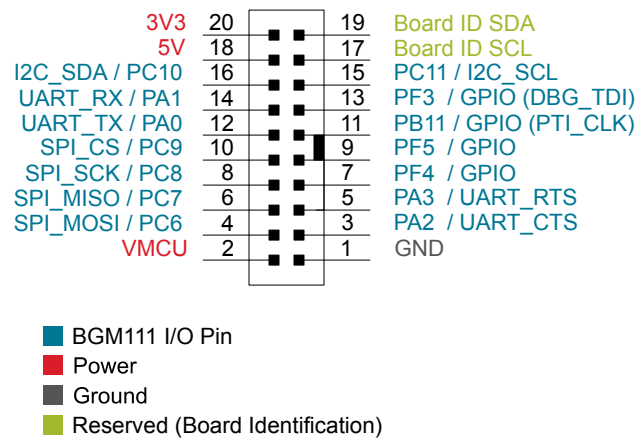 3V3 20 19 Board ID SDA
5V 18 17 Board ID SCL
I2C_SDA / PC10 16 15 PC11 / I2C_SCL
UART_RX / PA1 14 13 PF3 / GPIO (DBG_TDI)
UART_TX / PA0 12 11 PB11 / GPIO (PTI_CLK)
SPI_CS / PC9 10 9 PF5 / GPIO
SPI_SCK / PC8 8 7 PF4 / GPIO
SPI_MISO / PC7 6 5 PA3 / UART_RTS
SPI_MOSI / PC6 4 3 PA2 / UART_CTS
VMCU 2 1 GND
BGM111 I/O Pin
Power
Ground
Reserved (Board Identification)